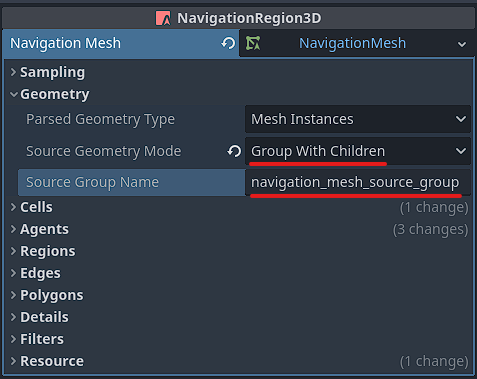 NavigationRegion3D
Navigation Mesh NavigationMesh
Sampling
Geometry
Parsed Geometry Type Mesh Instances
Source Geometry Mode Group With Children
Source Group Name navigation_mesh_source_group
Cells (1 change)
Agents (3 changes)
Regions
Edges
Polygons
Details
Filters
Resource (1 change)